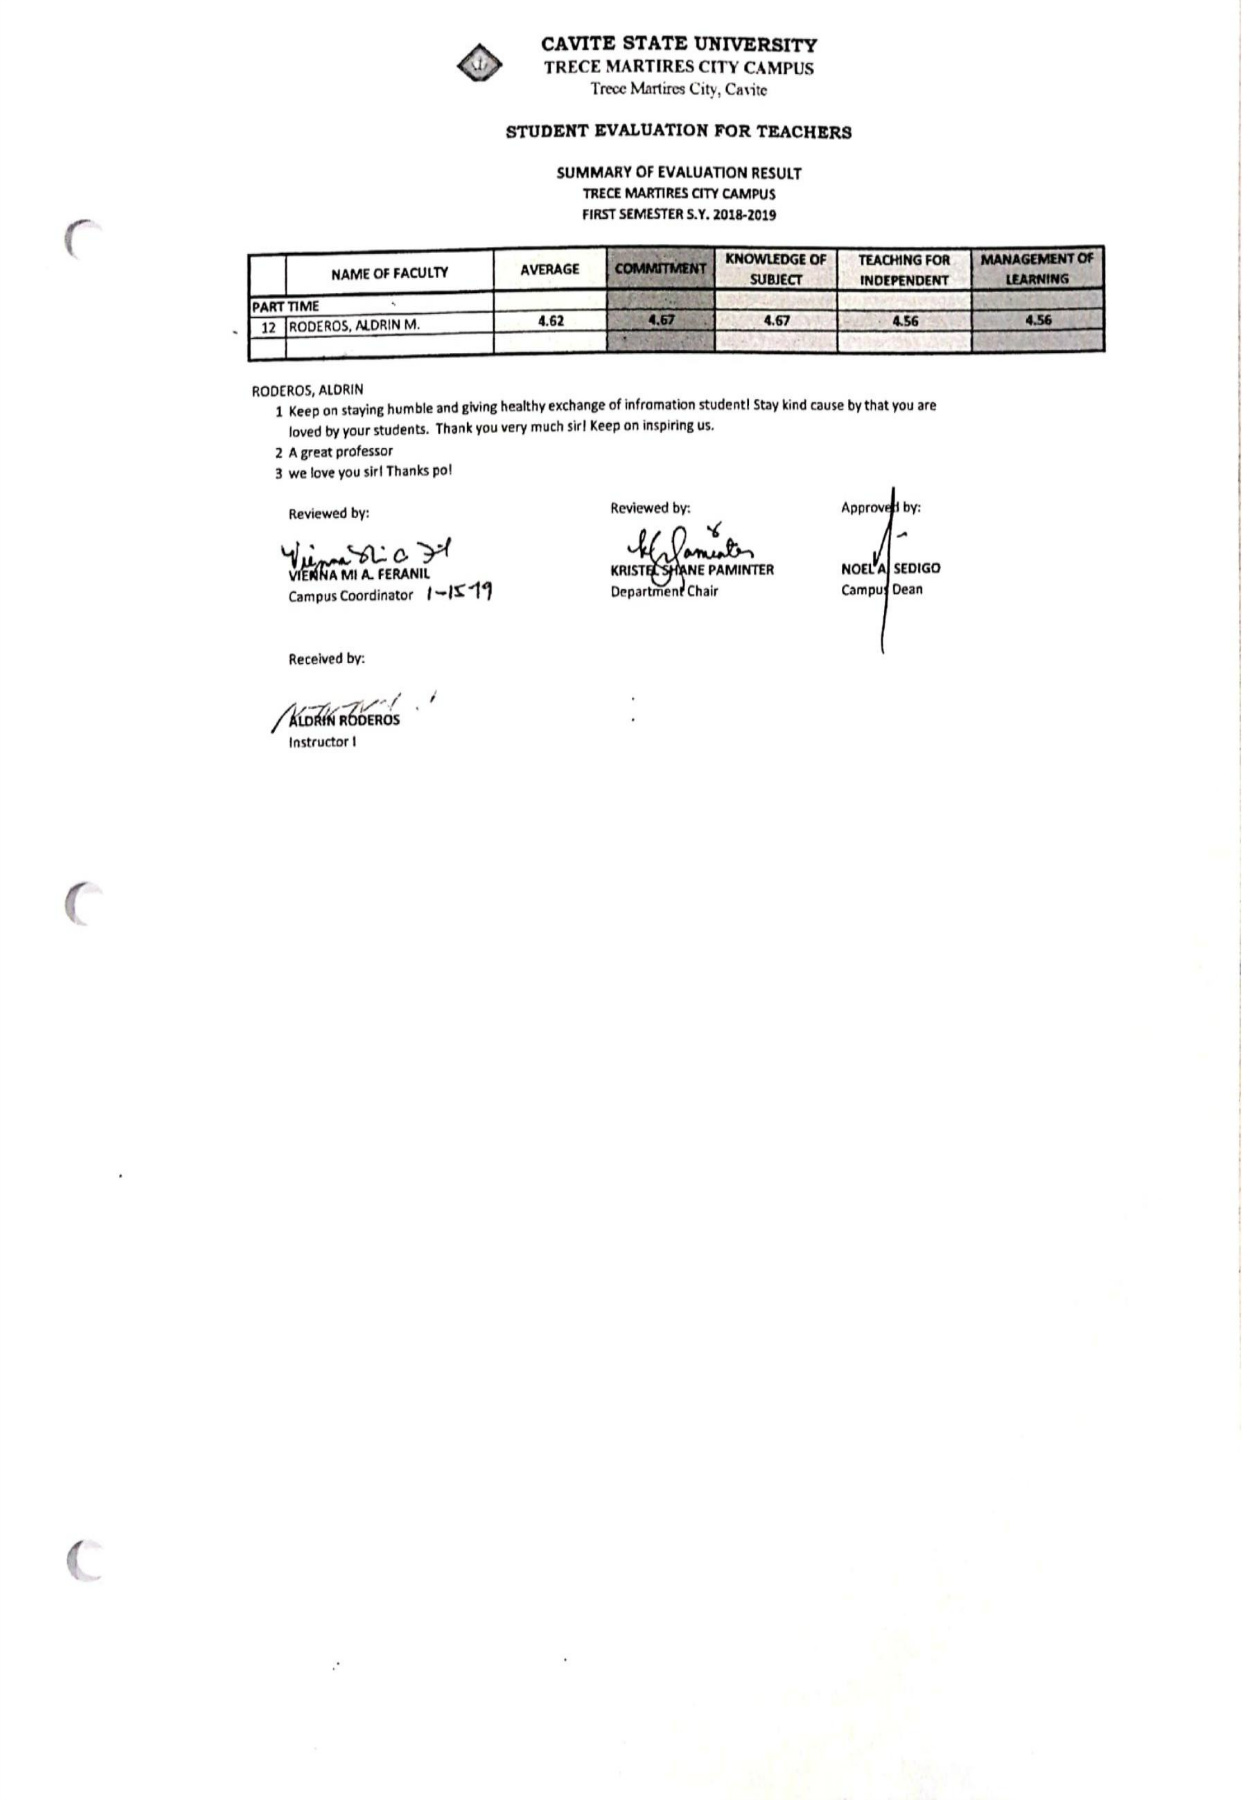 CAVITE STATE UNIVERSITY
TRECE MARTIRES CITY CAMPUS
Trece Martires City, Cavite
STUDENT EVALUATION FOR TEACHERS
SUMMARY OF EVALUATION RESULT
TRECE MARTIRES CITY CAMPUS
FIRST SEMESTER S.Y. 2018-2019
NAME OF FACULTY AVERAGE COMMITMENT KNOWLEDGE OF SUBJECT TEACHING FOR INDEPENDENT MANAGEMENT OF LEARNING
PART TIME
12 RODEROS, ALDRIN M. 4.62 4.67 4.67 4.56 4.56
RODEROS, ALDRIN
1 Keep on staying humble and giving healthy exchange of infromation student! Stay kind cause by that you are
loved by your students. Thank you very much sir! Keep on inspiring us.
2 A great professor
3 we love you sir! Thanks po!
Reviewed by: Reviewed by: Approved by:
VIENNA MI A. FERANIL KRISTEL SHANE PAMINTER NOEL A SEDIGO
Campus Coordinator 1-15-19 Department Chair Campus Dean
Received by:
ALDRIN RODEROS
Instructor I